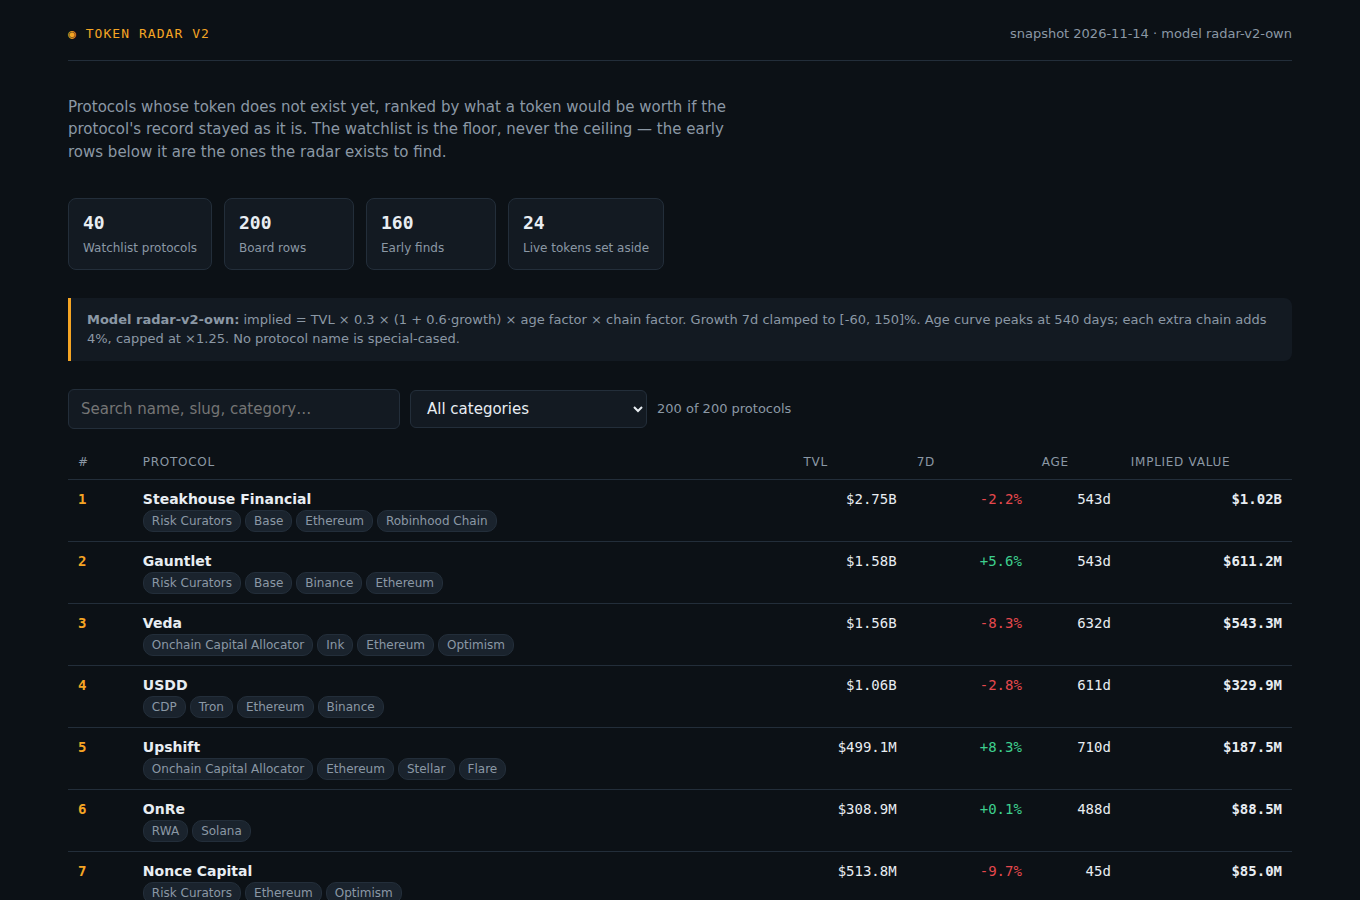 ◉ TOKEN RADAR V2
snapshot 2026-11-14 · model radar-v2-own
Protocols whose token does not exist yet, ranked by what a token would be worth if the
protocol's record stayed as it is. The watchlist is the floor, never the ceiling — the early
rows below it are the ones the radar exists to find.
40
Watchlist protocols
200
Board rows
160
Early finds
24
Live tokens set aside
Model radar-v2-own: implied = TVL × 0.3 × (1 + 0.6·growth) × age factor × chain factor. Growth 7d clamped to [-60, 150]%. Age curve peaks at 540 days; each extra chain adds
4%, capped at ×1.25. No protocol name is special-cased.
Search name, slug, category… All categories 200 of 200 protocols
# PROTOCOL TVL 7D AGE IMPLIED VALUE
1 Steakhouse Financial $2.75B -2.2% 543d $1.02B
Risk Curators Base Ethereum Robinhood Chain
2 Gauntlet $1.58B +5.6% 543d $611.2M
Risk Curators Base Binance Ethereum
3 Veda $1.56B -8.3% 632d $543.3M
Onchain Capital Allocator Ink Ethereum Optimism
4 USDD $1.06B -2.8% 611d $329.9M
CDP Tron Ethereum Binance
5 Upshift $499.1M +8.3% 710d $187.5M
Onchain Capital Allocator Ethereum Stellar Flare
6 OnRe $308.9M +0.1% 488d $88.5M
RWA Solana
7 Nonce Capital $513.8M -9.7% 45d $85.0M
Risk Curators Ethereum Optimism